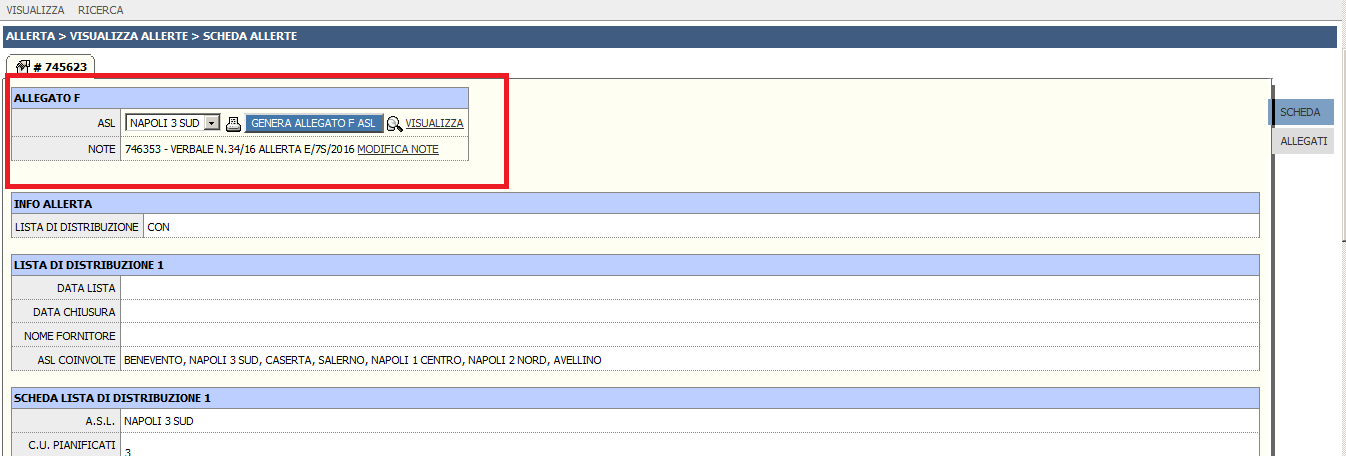 VISUALIZZA RICERCA
ALLERTA > VISUALIZZA ALLERTE > SCHEDA ALLERTE
# 745623
ALLEGATO F
ASL NAPOLI 3 SUD GENERA ALLEGATO F ASL VISUALIZZA
SCHEDA
NOTE 746353 - VERBALE N.34/16 ALLERTA E/7S/2016 MODIFICA NOTE
ALLEGATI
INFO ALLERTA
LISTA DI DISTRIBUZIONE CON
LISTA DI DISTRIBUZIONE 1
DATA LISTA
DATA CHIUSURA
NOME FORNITORE
ASL COINVOLTE BENEVENTO, NAPOLI 3 SUD, CASERTA, SALERNO, NAPOLI 1 CENTRO, NAPOLI 2 NORD, AVELLINO
SCHEDA LISTA DI DISTRIBUZIONE 1
A.S.L. NAPOLI 3 SUD
C.U. PIANIFICATI 3